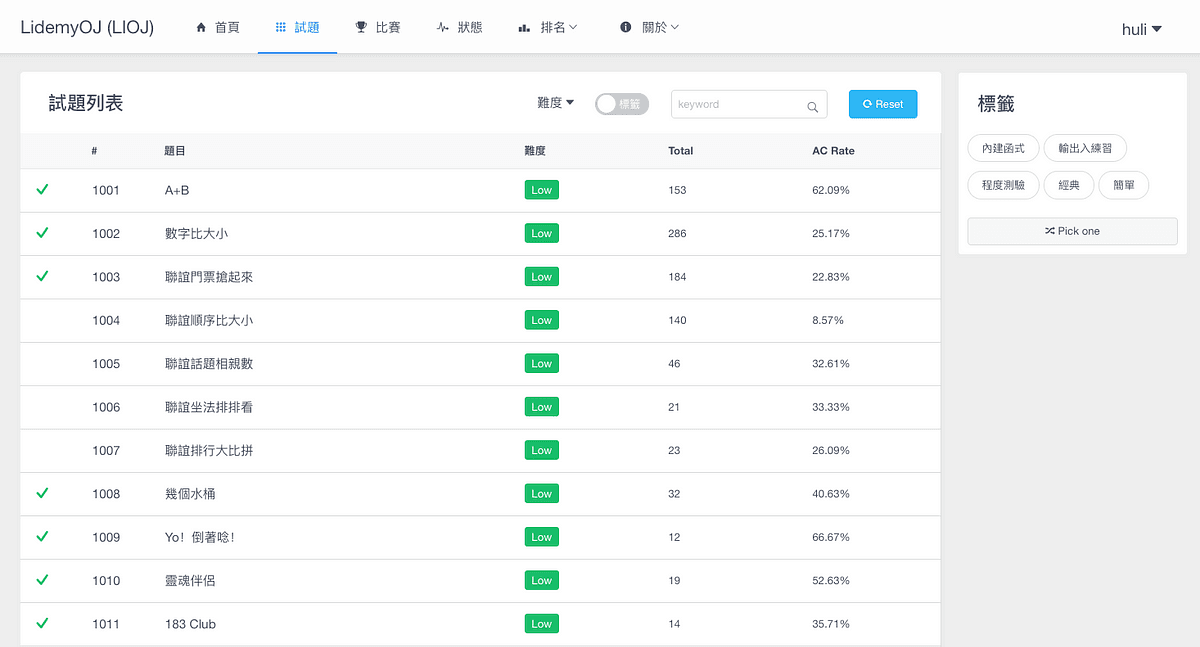 LidemyOJ (LIOJ) 首頁 試題 比賽 狀態 排名 關於 huli
試題列表 難度 標籤 keyword Reset
# 題目 難度 Total AC Rate
1001 A+B Low 153 62.09%
1002 數字比大小 Low 286 25.17%
1003 聯誼門票搶起來 Low 184 22.83%
1004 聯誼順序比大小 Low 140 8.57%
1005 聯誼話題相親數 Low 46 32.61%
1006 聯誼坐法排排看 Low 21 33.33%
1007 聯誼排行大比拼 Low 23 26.09%
1008 幾個水桶 Low 32 40.63%
1009 Yo！倒著唸！ Low 12 66.67%
1010 靈魂伴侶 Low 19 52.63%
1011 183 Club Low 14 35.71%
標籤
內建函式 輸出入練習
程度測驗 經典 簡單
Pick one